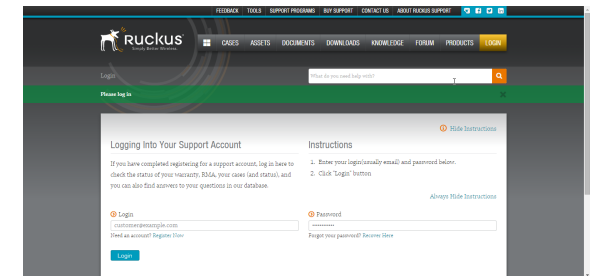 FEEDBACK TOOLS SUPPORT PROGRAMS BUY SUPPORT CONTACT US ABOUT RUCKUS SUPPORT
Ruckus
Simply Better Wireless.
CASES ASSETS DOCUMENTS DOWNLOADS KNOWLEDGE FORUM PRODUCTS LOGIN
Login
What do you need help with?
Please log in
Hide Instructions
Logging Into Your Support Account
If you have completed registering for a support account, log in here to
check the status of your warranty, RMA, your cases (and status), and
you can also find answers to your questions in our database.
Instructions
1. Enter your login(usually email) and password below.
2. Click "Login" button
Always Hide Instructions
Login
customer@example.com
Need an account? Register Now
Password
Forgot your password? Recover Here
Login